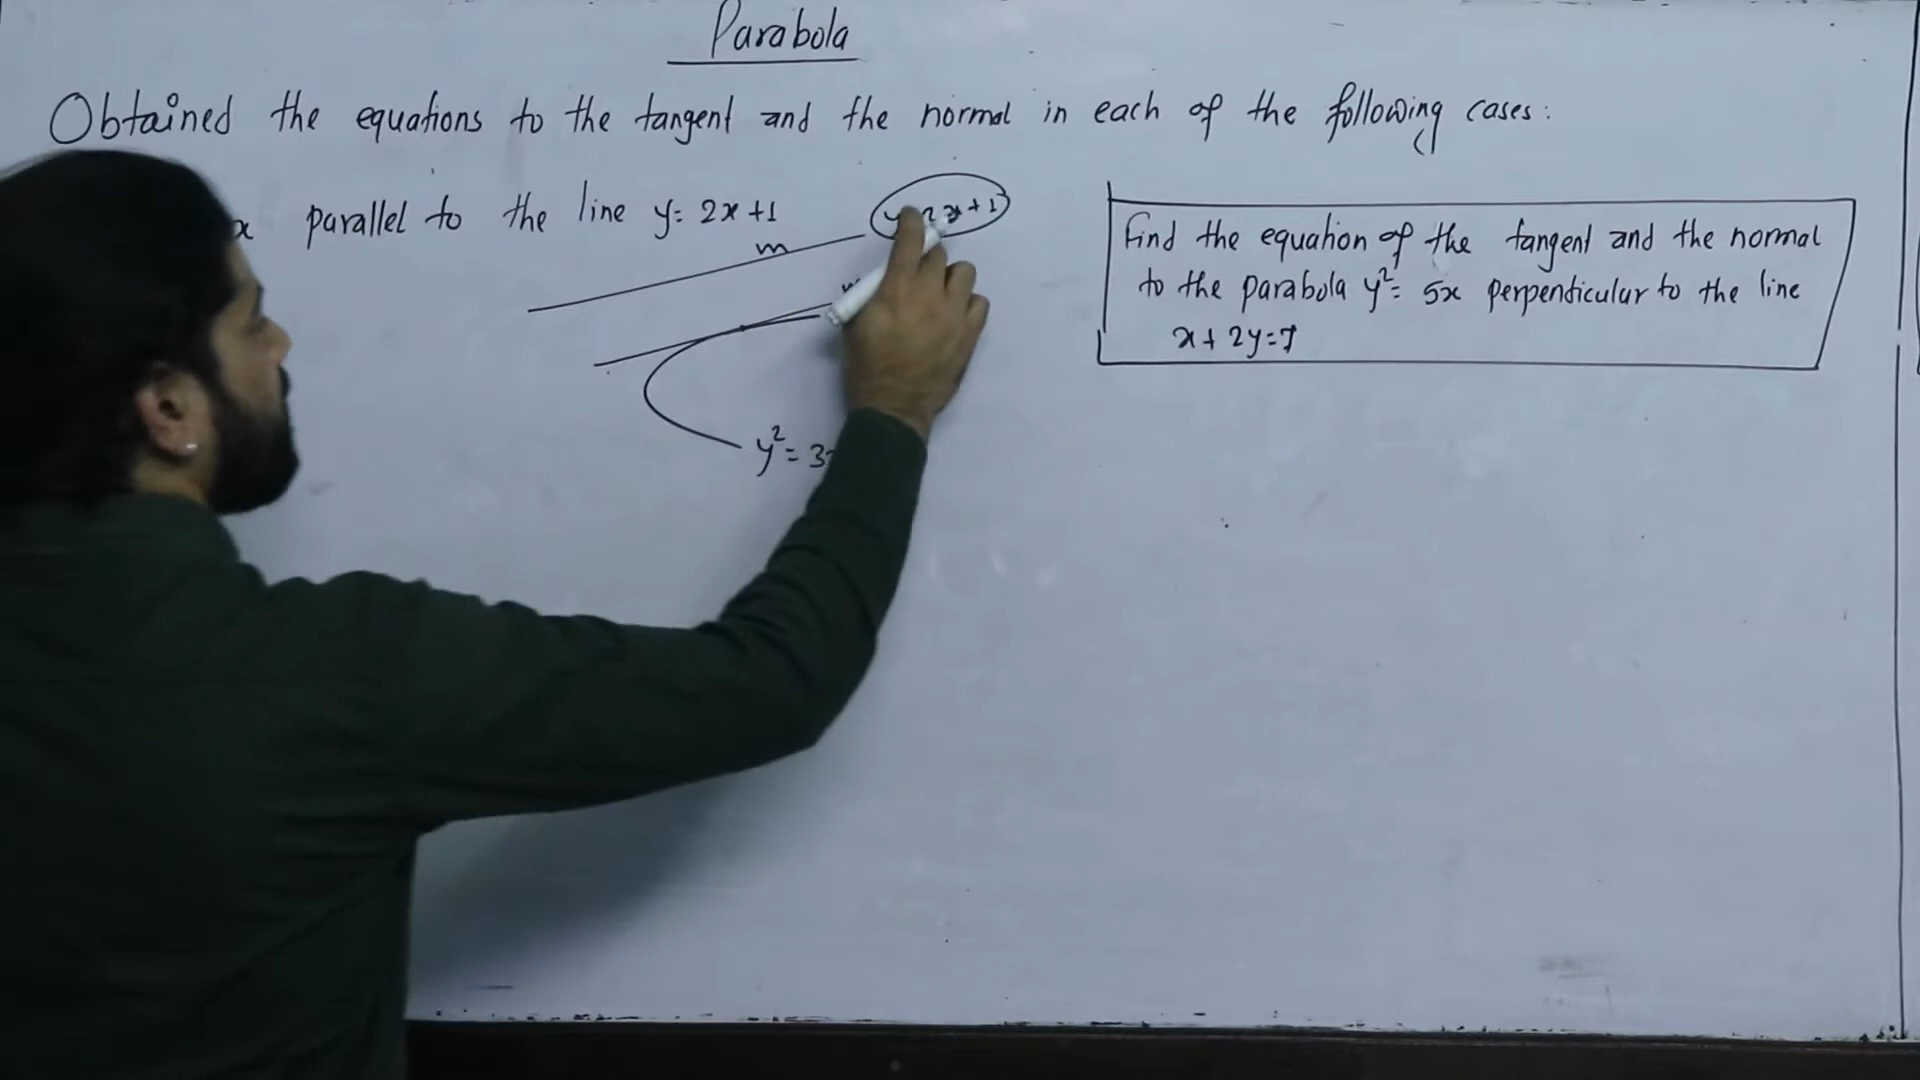 Parabola
Obtained the equations to the tangent and the normal in each of the following cases:
x parallel to the line y= 2x+1
m
x+1
y²= 3
Find the equation of the tangent and the normal
to the parabola y²= 5x perpendicular to the line
x+ 2y=7